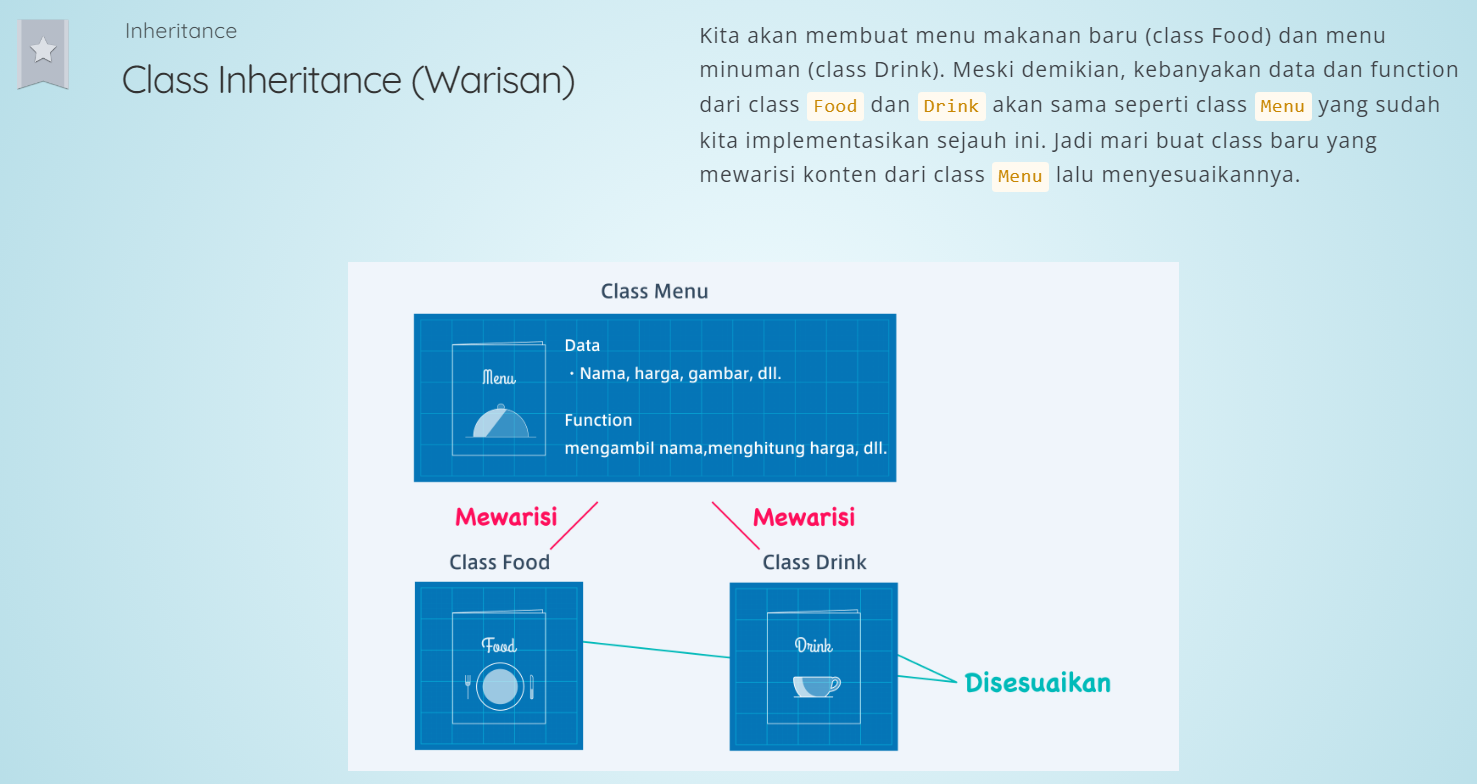 Inheritance
Class Inheritance (Warisan)
Kita akan membuat menu makanan baru (class Food) dan menu
minuman (class Drink). Meski demikian, kebanyakan data dan function
dari class Food dan Drink akan sama seperti class Menu yang sudah
kita implementasikan sejauh ini. Jadi mari buat class baru yang
mewarisi konten dari class Menu lalu menyesuaikannya.
Class Menu
Menu
Data
・Nama, harga, gambar, dll.
Function
mengambil nama,menghitung harga, dll.
Mewarisi
Mewarisi
Class Food
Class Drink
Food
Drink
Disesuaikan